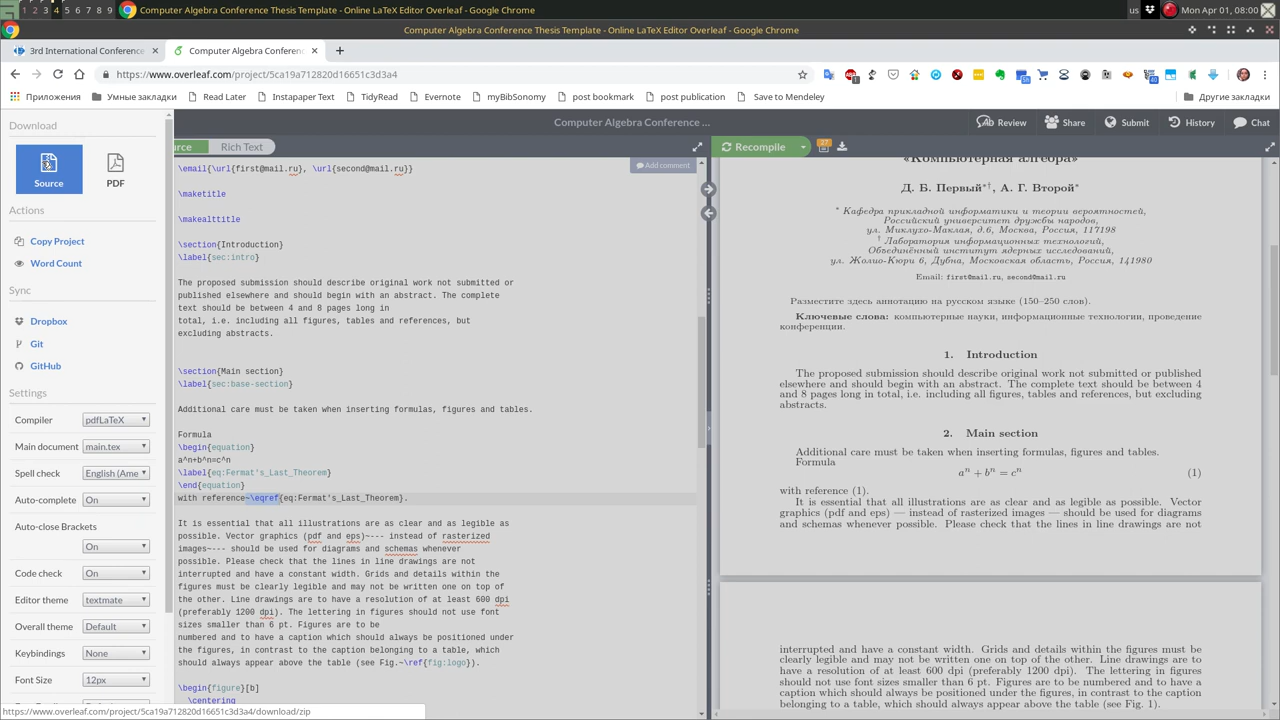 1 2 3 4 5 6 7 8 9 Computer Algebra Conference Thesis Template - Online LaTeX Editor Overleaf - Google Chrome us Mon Apr 01, 08:00
Computer Algebra Conference Thesis Template - Online LaTeX Editor Overleaf - Google Chrome
3rd International Conference Computer Algebra Conferenc
https://www.overleaf.com/project/5ca19a712820d16651c3d3a4
Приложения Умные закладки Read Later Instapaper Text TidyRead Evernote myBibSonomy post bookmark post publication Save to Mendeley Другие закладки
Computer Algebra Conference ... Review Share Submit History Chat
Download
Source
PDF
Actions
Copy Project
Word Count
Sync
Dropbox
Git
GitHub
Settings
Compiler pdfLaTeX
Main document main.tex
Spell check English (Ame
Auto-complete On
Auto-close Brackets
On
Code check On
Editor theme textmate
Overall theme Default
Keybindings None
Font Size 12px
https://www.overleaf.com/project/5ca19a712820d16651c3d3a4/download/zip
urce Rich Text
Add comment
\email{\url{first@mail.ru}, \url{second@mail.ru}}
\maketitle
\makealttitle
\section{Introduction}
\label{sec:intro}
The proposed submission should describe original work not submitted or
published elsewhere and should begin with an abstract. The complete
text should be between 4 and 8 pages long in
total, i.e. including all figures, tables and references, but
excluding abstracts.
\section{Main section}
\label{sec:base-section}
Additional care must be taken when inserting formulas, figures and tables.
Formula
\begin{equation}
a^n+b^n=c^n
\label{eq:Fermat's_Last_Theorem}
\end{equation}
with reference~\eqref{eq:Fermat's_Last_Theorem}.
It is essential that all illustrations are as clear and as legible as
possible. Vector graphics (pdf and eps)~--- instead of rasterized
images~--- should be used for diagrams and schemas whenever
possible. Please check that the lines in line drawings are not
interrupted and have a constant width. Grids and details within the
figures must be clearly legible and may not be written one on top of
the other. Line drawings are to have a resolution of at least 600 dpi
(preferably 1200 dpi). The lettering in figures should not use font
sizes smaller than 6 pt. Figures are to be
numbered and to have a caption which should always be positioned under
the figures, in contrast to the caption belonging to a table, which
should always appear above the table (see Fig.~\ref{fig:logo}).
\begin{figure}[b]
\centering
Recompile
«Компьютерная алгебра»
Д. Б. Первый*†, А. Г. Второй*
* Кафедра прикладной информатики и теории вероятностей,
Российский университет дружбы народов,
ул. Миклухо-Маклая, д.6, Москва, Россия, 117198
† Лаборатория информационных технологий,
Объединённый институт ядерных исследований,
ул. Жолио-Кюри 6, Дубна, Московская область, Россия, 141980
Email: first@mail.ru, second@mail.ru
Разместите здесь аннотацию на русском языке (150–250 слов).
Ключевые слова: компьютерные науки, информационные технологии, проведение
конференции.
1. Introduction
The proposed submission should describe original work not submitted or published
elsewhere and should begin with an abstract. The complete text should be between 4
and 8 pages long in total, i.e. including all figures, tables and references, but excluding
abstracts.
2. Main section
Additional care must be taken when inserting formulas, figures and tables.
Formula
aⁿ + bⁿ = cⁿ (1)
with reference (1).
It is essential that all illustrations are as clear and as legible as possible. Vector
graphics (pdf and eps) — instead of rasterized images — should be used for diagrams
and schemas whenever possible. Please check that the lines in line drawings are not
interrupted and have a constant width. Grids and details within the figures must be
clearly legible and may not be written one on top of the other. Line drawings are to
have a resolution of at least 600 dpi (preferably 1200 dpi). The lettering in figures
should not use font sizes smaller than 6 pt. Figures are to be numbered and to have a
caption which should always be positioned under the figures, in contrast to the caption
belonging to a table, which should always appear above the table (see Fig. 1).